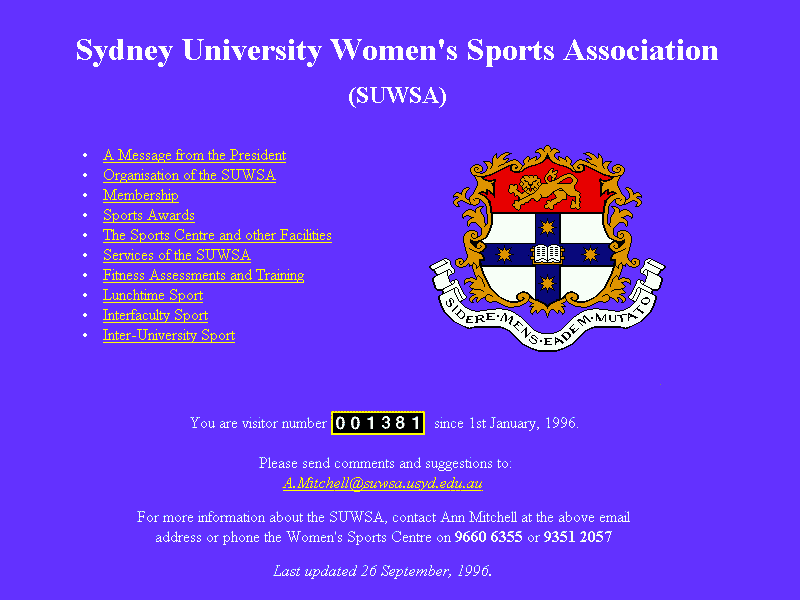 Sydney University Women's Sports Association
(SUWSA)
• A Message from the President
• Organisation of the SUWSA
• Membership
• Sports Awards
• The Sports Centre and other Facilities
• Services of the SUWSA
• Fitness Assessments and Training
• Lunchtime Sport
• Interfaculty Sport
• Inter-University Sport
SIDERE·MENS·EADEM·MUTATO
You are visitor number 001381 since 1st January, 1996.
Please send comments and suggestions to:
A.Mitchell@suwsa.usyd.edu.au
For more information about the SUWSA, contact Ann Mitchell at the above email
address or phone the Women's Sports Centre on 9660 6355 or 9351 2057
Last updated 26 September, 1996.